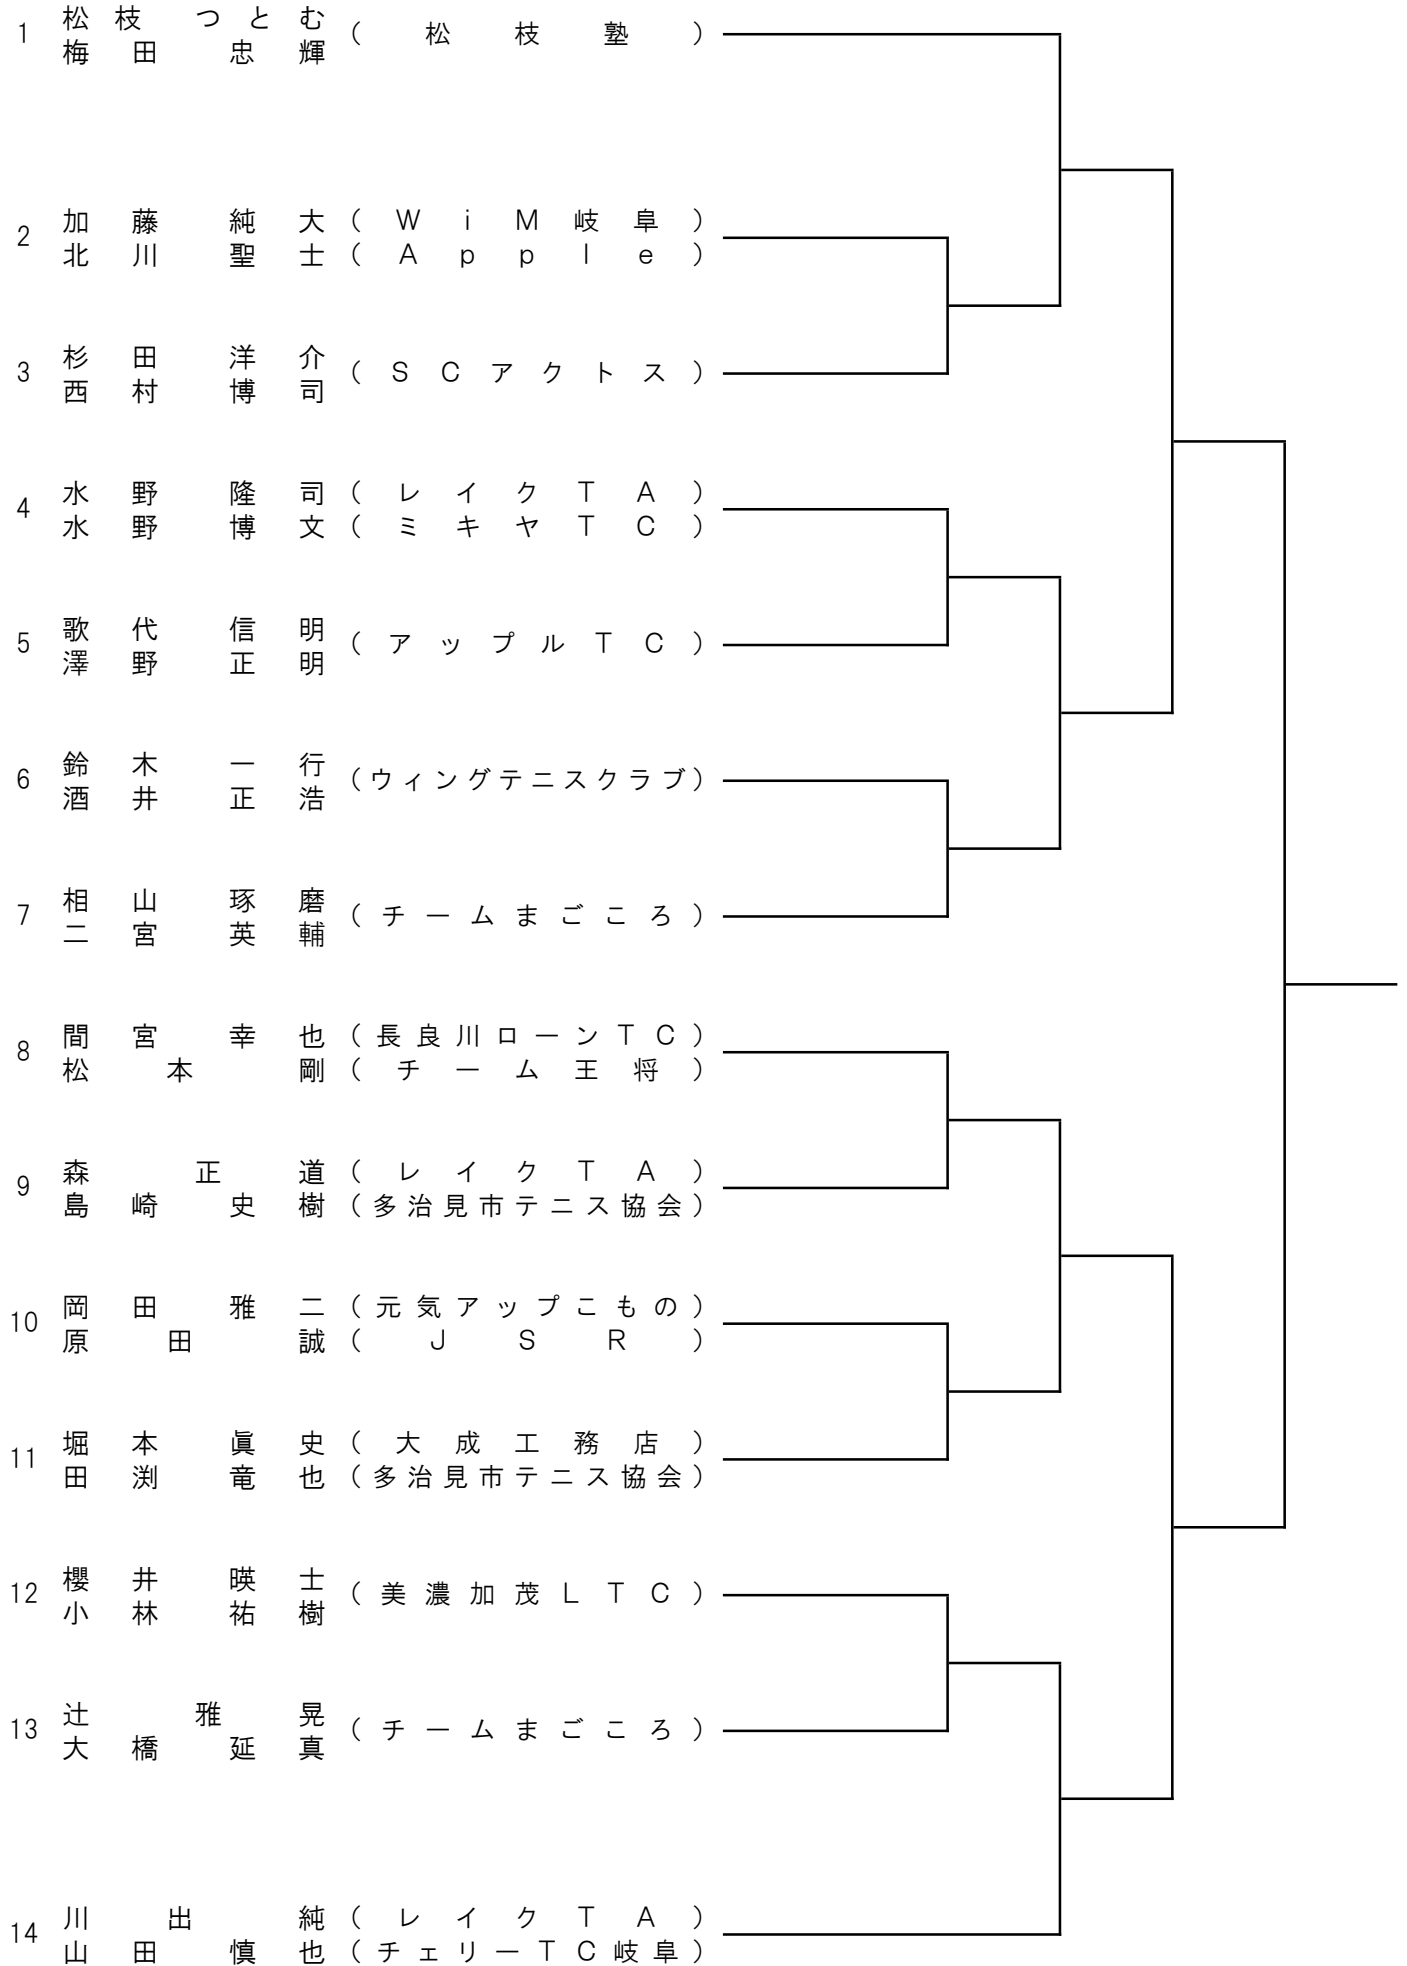 1 松枝 つとむ (松枝塾)
梅田 忠輝
2 加藤 純大 (WiM岐阜)
北川 聖士 (Apple)
3 杉田 洋介 (SCアクトス)
西村 博司
4 水野 隆司 (レイクTA)
水野 博文 (ミキヤTC)
5 歌代 信明 (アップルTC)
澤野 正明
6 鈴木 一行 (ウィングテニスクラブ)
酒井 正浩
7 相山 琢磨 (チームまごころ)
二宮 英輔
8 間宮 幸也 (長良川ローンTC)
松本 剛 (チーム王将)
9 森 正道 (レイクTA)
島崎 史樹 (多治見市テニス協会)
10 岡田 雅二 (元気アップこもの)
原田 誠 (JSR)
11 堀本 眞史 (大成工務店)
田渕 竜也 (多治見市テニス協会)
12 櫻井 暎士 (美濃加茂LTC)
小林 祐樹
13 辻 雅晃 (チームまごころ)
大橋 延真
14 川出 純 (レイクTA)
山田 慎也 (チェリーTC岐阜)